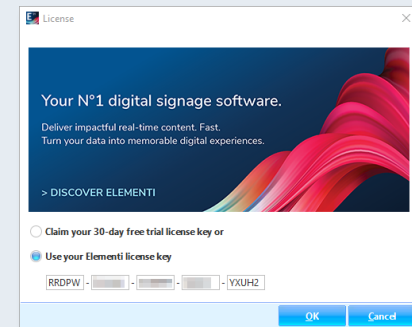 License
Your N°1 digital signage software.
Deliver impactful real-time content. Fast.
Turn your data into memorable digital experiences.
> DISCOVER ELEMENTI
Claim your 30-day free trial license key or
Use your Elementi license key
RRDPW - - - - YXUH2
OK Cancel